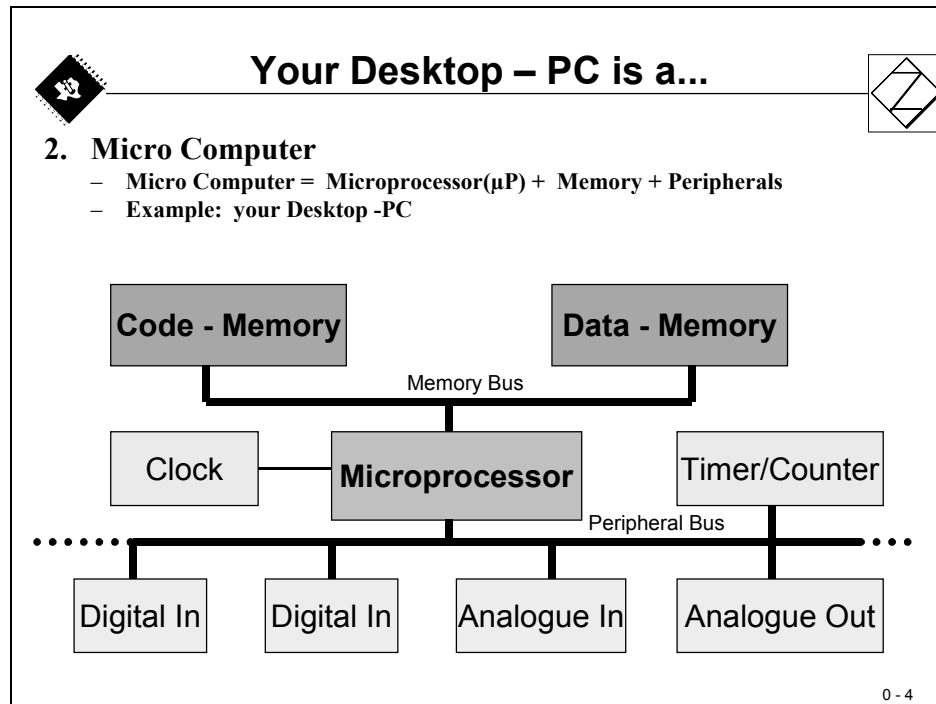 Your Desktop – PC is a...
2. Micro Computer
– Micro Computer = Microprocessor(µP) + Memory + Peripherals
– Example: your Desktop -PC
Code - Memory
Data - Memory
Memory Bus
Clock
Microprocessor
Timer/Counter
Peripheral Bus
Digital In
Digital In
Analogue In
Analogue Out
0 - 4